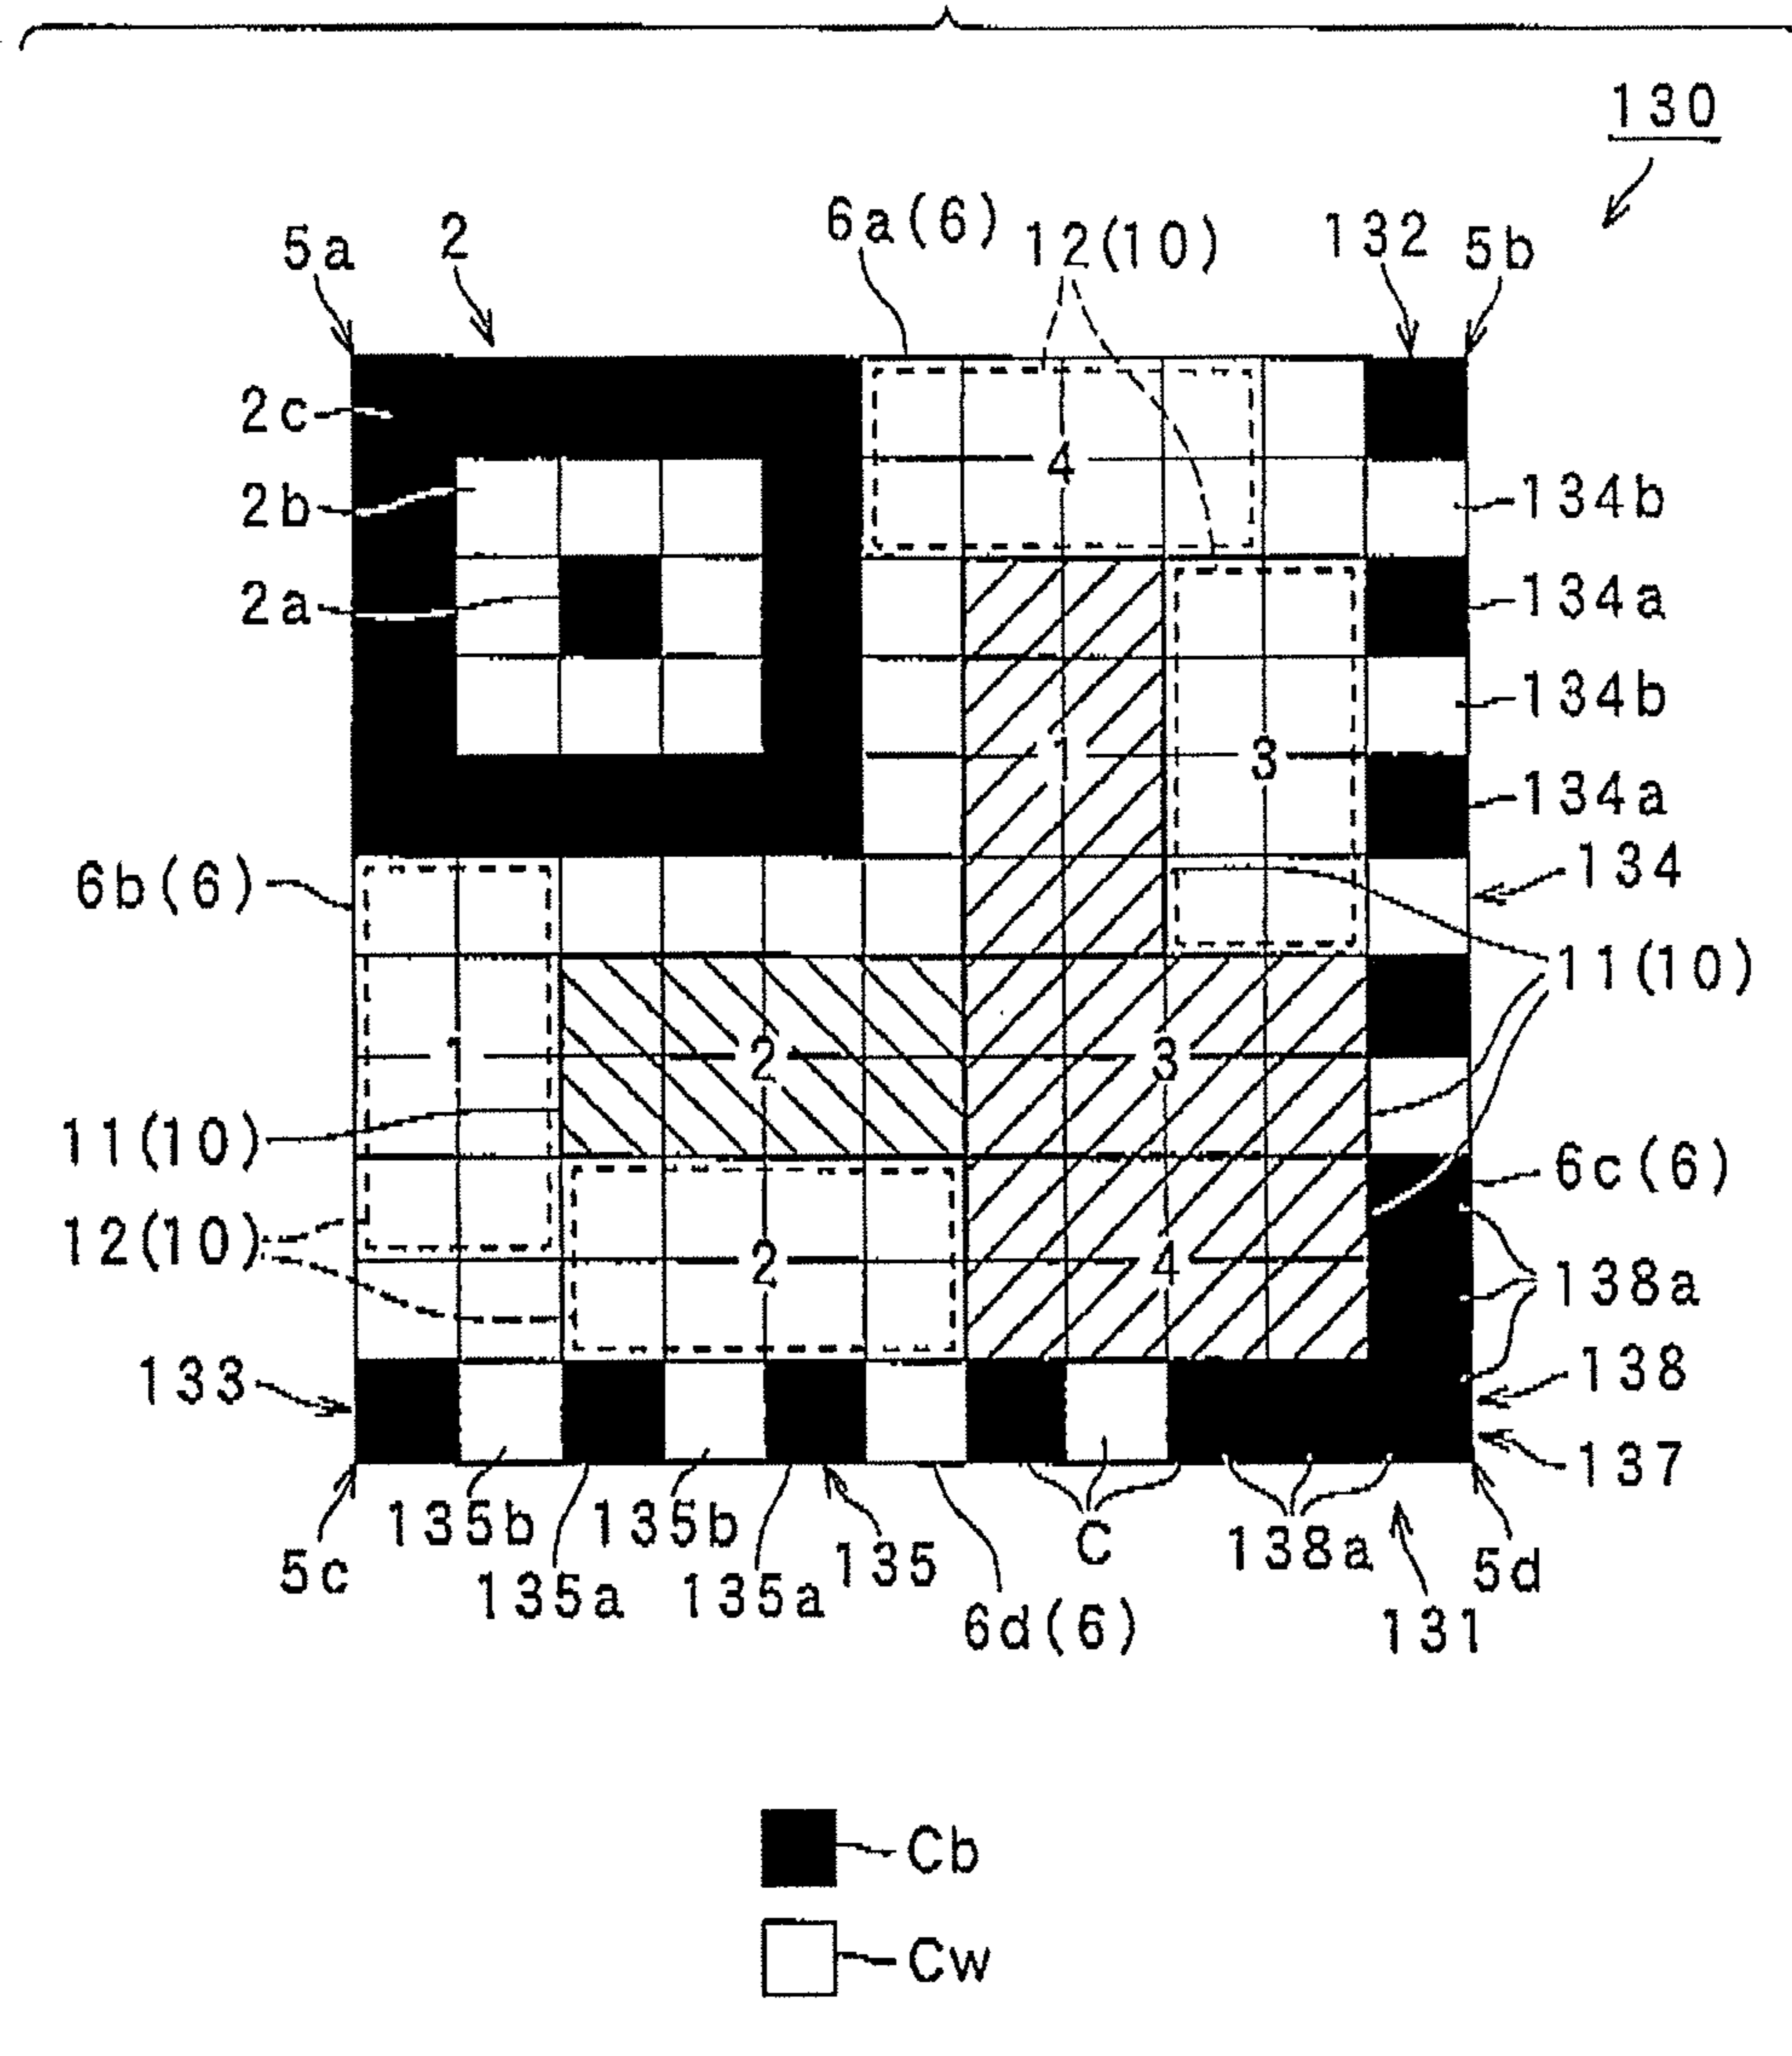 130
6a(6)
12(10)
132
5b
5a
2
2c
4
2b
134b
2a
134a
134b
1
3
134a
6b(6)
134
11(10)
1
2
3
11(10)
6c(6)
12(10)
2
4
138a
133
138
137
135b
135b
C
138a
5d
5c
135a
135a
135
6d(6)
131
Cb
Cw